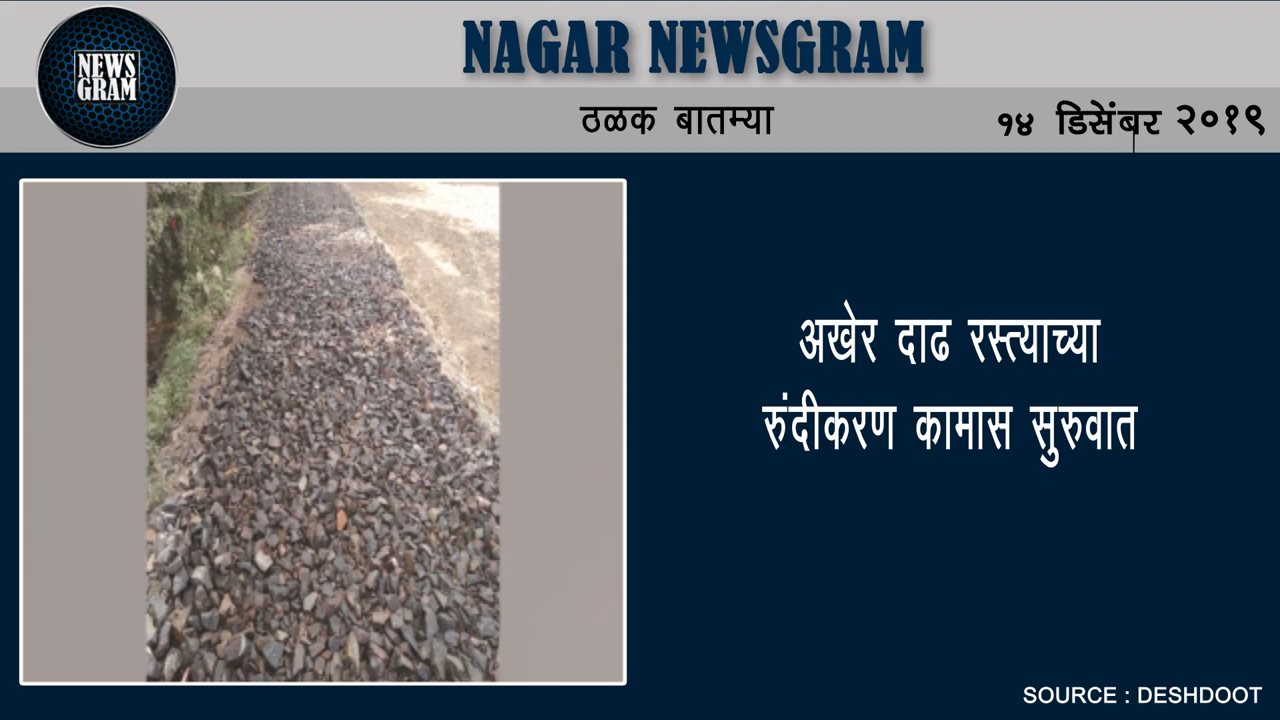 NEWS
GRAM
NAGAR NEWSGRAM
ठळक बातम्या
१४ डिसेंबर २०१९
अखेर दाढ रस्त्याच्या
रुंदीकरण कामास सुरुवात
SOURCE : DESHDOOT